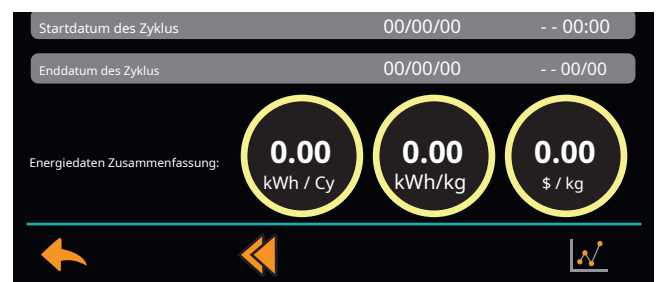 Startdatum des Zyklus 00/00/00 - - 00:00
Enddatum des Zyklus 00/00/00 - - 00/00
Energiedaten Zusammenfassung: 0.00 kWh / Cy 0.00 kWh/kg 0.00 $ / kg